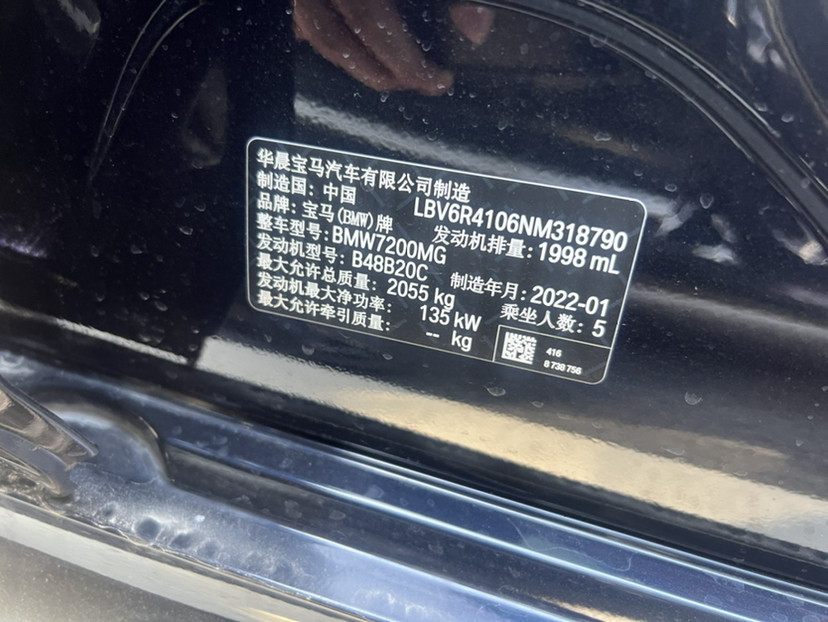 华晨宝马汽车有限公司制造
制造国：中国 LBV6R4106NM318790
品牌：宝马(BMW)牌 发动机排量：1998 mL
整车型号：BMW7200MG
发动机型号：B48B20C 制造年月：2022-01
最大允许总质量：2055 kg 乘坐人数：5
发动机最大净功率：135 kW
最大允许牵引质量：-- kg
416
8 738 756